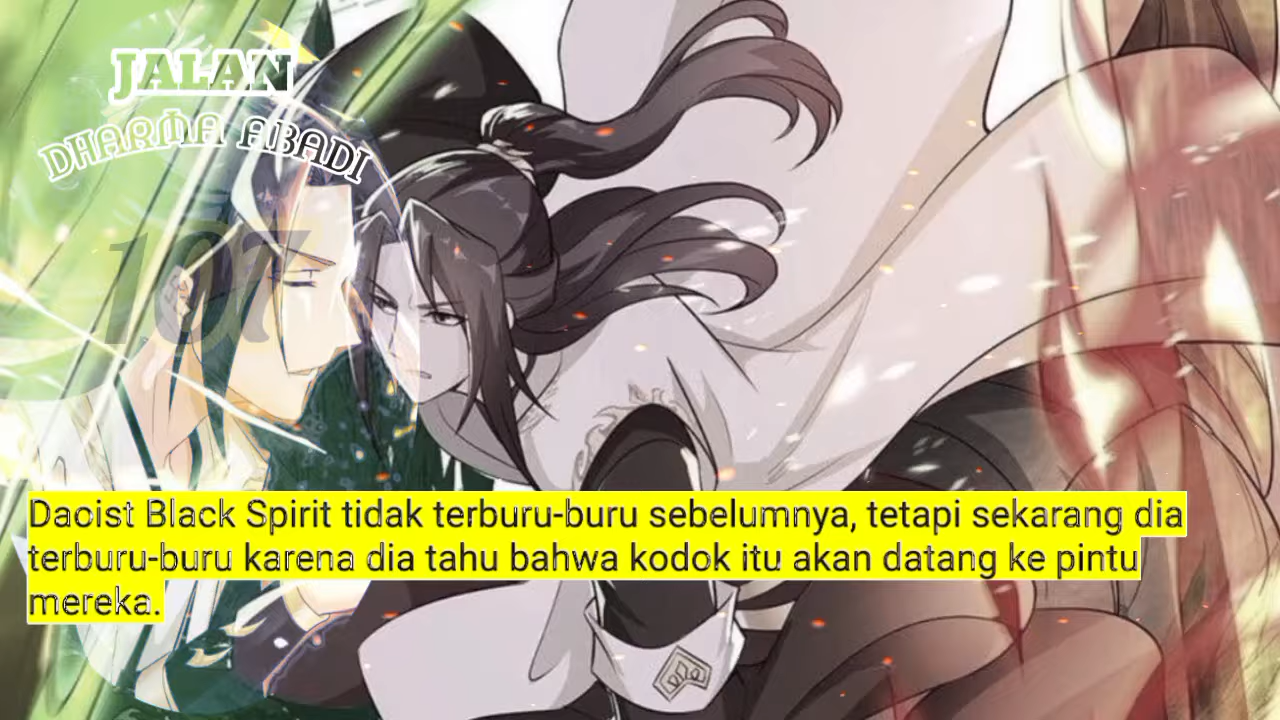 JALAN
DHARMA ABADI
107
Daoist Black Spirit tidak terburu-buru sebelumnya, tetapi sekarang dia
terburu-buru karena dia tahu bahwa kodok itu akan datang ke pintu
mereka.